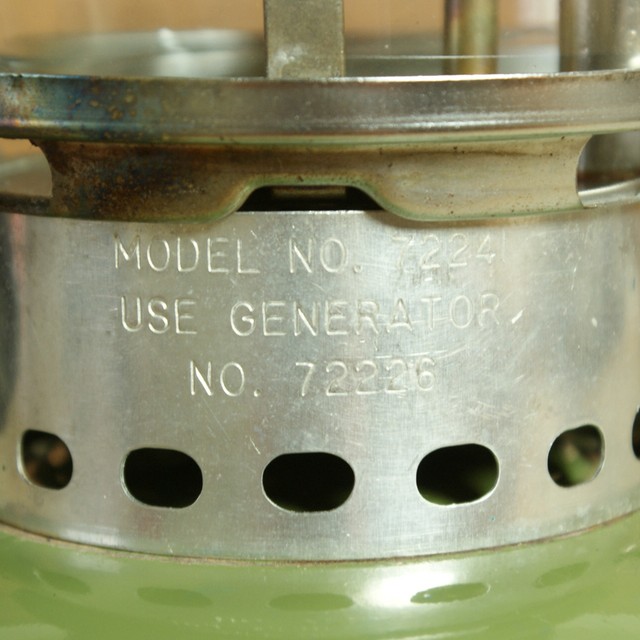 MODEL NO. 7224
USE GENERATOR
NO. 72226